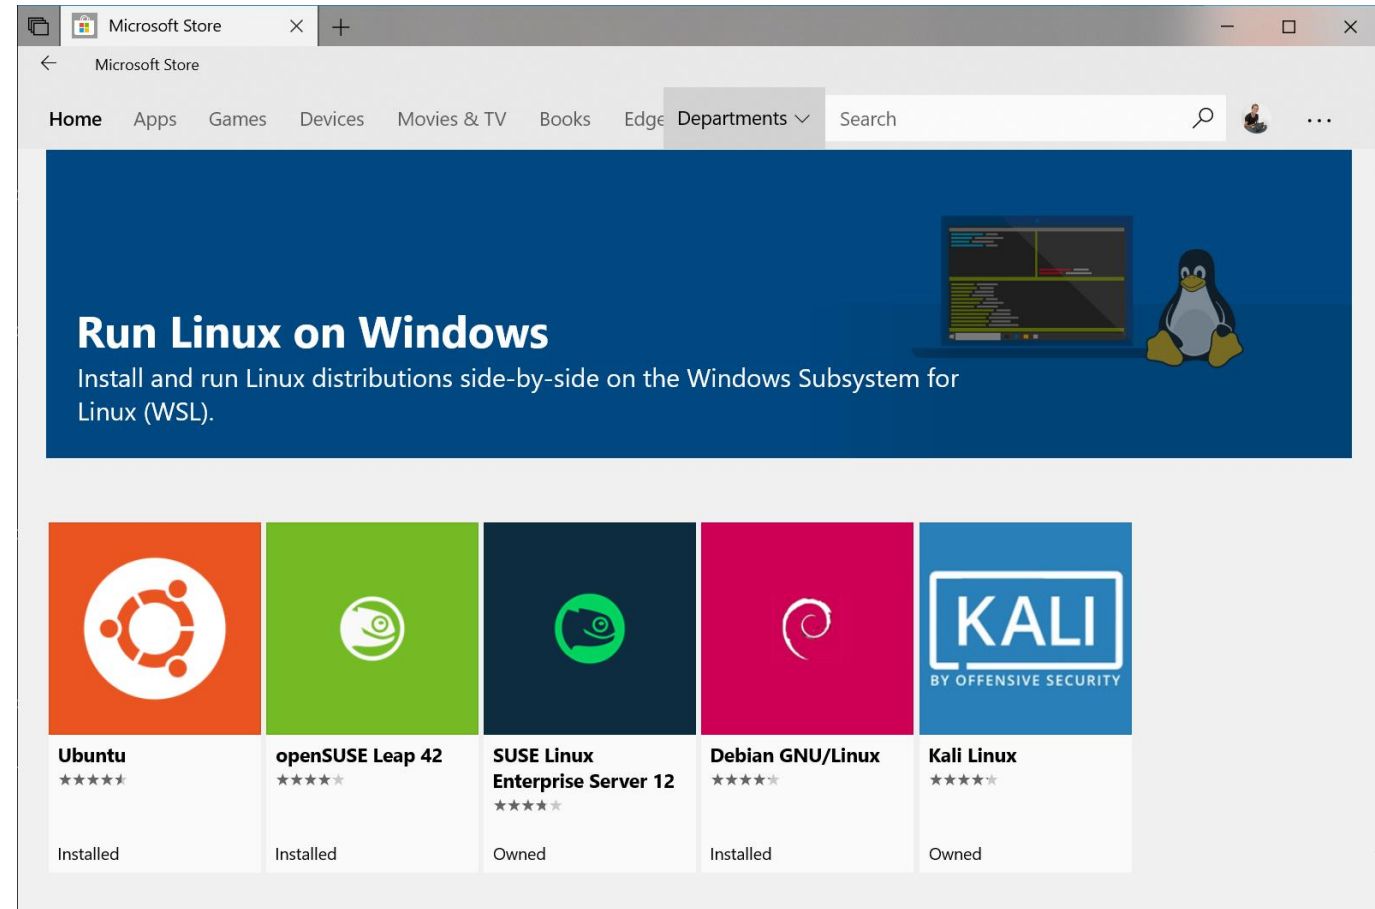 Microsoft Store
Microsoft Store
Home Apps Games Devices Movies & TV Books Edge Departments Search
Run Linux on Windows
Install and run Linux distributions side-by-side on the Windows Subsystem for
Linux (WSL).
KALI
BY OFFENSIVE SECURITY
Ubuntu
Installed
openSUSE Leap 42
Installed
SUSE Linux
Enterprise Server 12
Owned
Debian GNU/Linux
Installed
Kali Linux
Owned